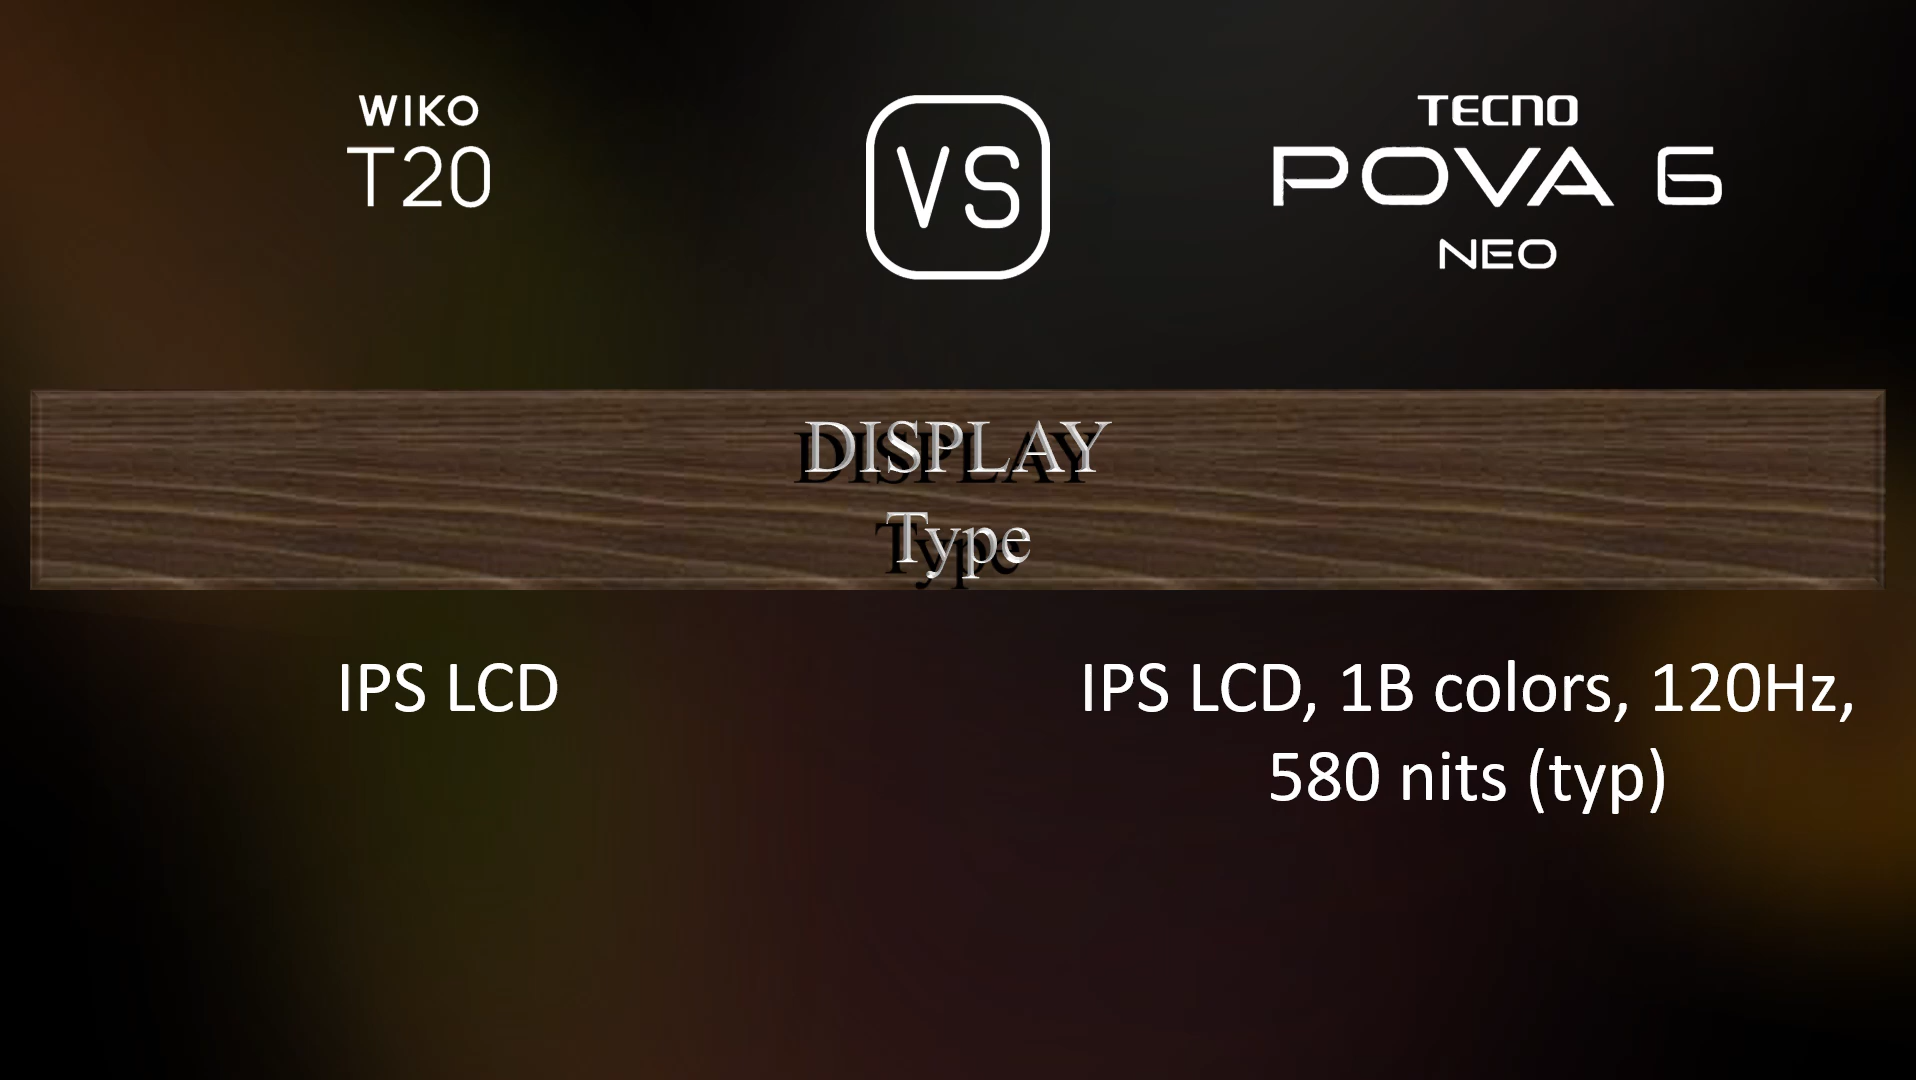 WIKO
T20
VS
TECNO
POVA 6
NEO
DISPLAY
Type
IPS LCD
IPS LCD, 1B colors, 120Hz,
580 nits (typ)